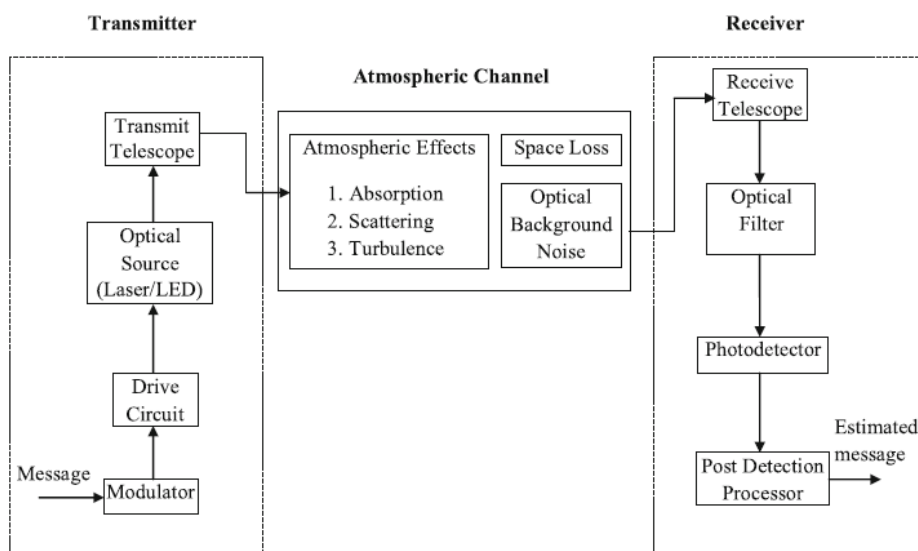 Transmitter
Transmit
Telescope
Optical
Source
(Laser/LED)
Drive
Circuit
Message
Modulator
Atmospheric Channel
Atmospheric Effects
1. Absorption
2. Scattering
3. Turbulence
Space Loss
Optical
Background
Noise
Receiver
Receive
Telescope
Optical
Filter
Photodetector
Post Detection
Processor
Estimated
message